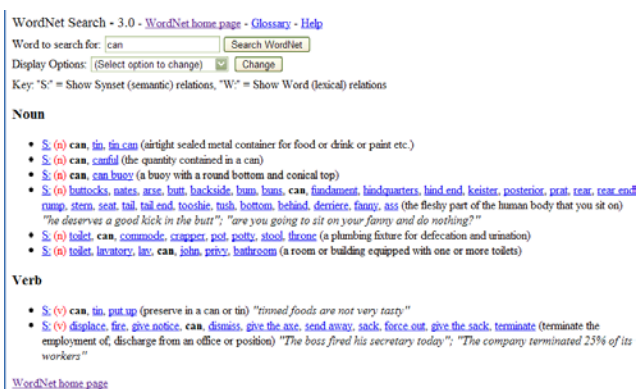 WordNet Search - 3.0 - WordNet home page - Glossary - Help
Word to search for: can Search WordNet
Display Options: (Select option to change) Change
Key: "S:" = Show Synset (semantic) relations, "W:" = Show Word (lexical) relations
Noun
• S: (n) can, tin, tin can (airtight sealed metal container for food or drink or paint etc.)
• S: (n) can, canful (the quantity contained in a can)
• S: (n) can, can buoy (a buoy with a round bottom and conical top)
• S: (n) buttocks, nates, arse, butt, backside, bum, buns, can, fundament, hindquarters, hind end, keister, posterior, prat, rear, rear end,
rump, stern, seat, tail, tail end, tooshie, tush, bottom, behind, derriere, fanny, ass (the fleshy part of the human body that you sit on)
"he deserves a good kick in the butt"; "are you going to sit on your fanny and do nothing?"
• S: (n) toilet, can, commode, crapper, pot, potty, stool, throne (a plumbing fixture for defecation and urination)
• S: (n) toilet, lavatory, lav, can, john, privy, bathroom (a room or building equipped with one or more toilets)
Verb
• S: (v) can, tin, put up (preserve in a can or tin) "tinned foods are not very tasty"
• S: (v) displace, fire, give notice, can, dismiss, give the axe, send away, sack, force out, give the sack, terminate (terminate the
employment of; discharge from an office or position) "The boss fired his secretary today"; "The company terminated 25% of its
workers"
WordNet home page